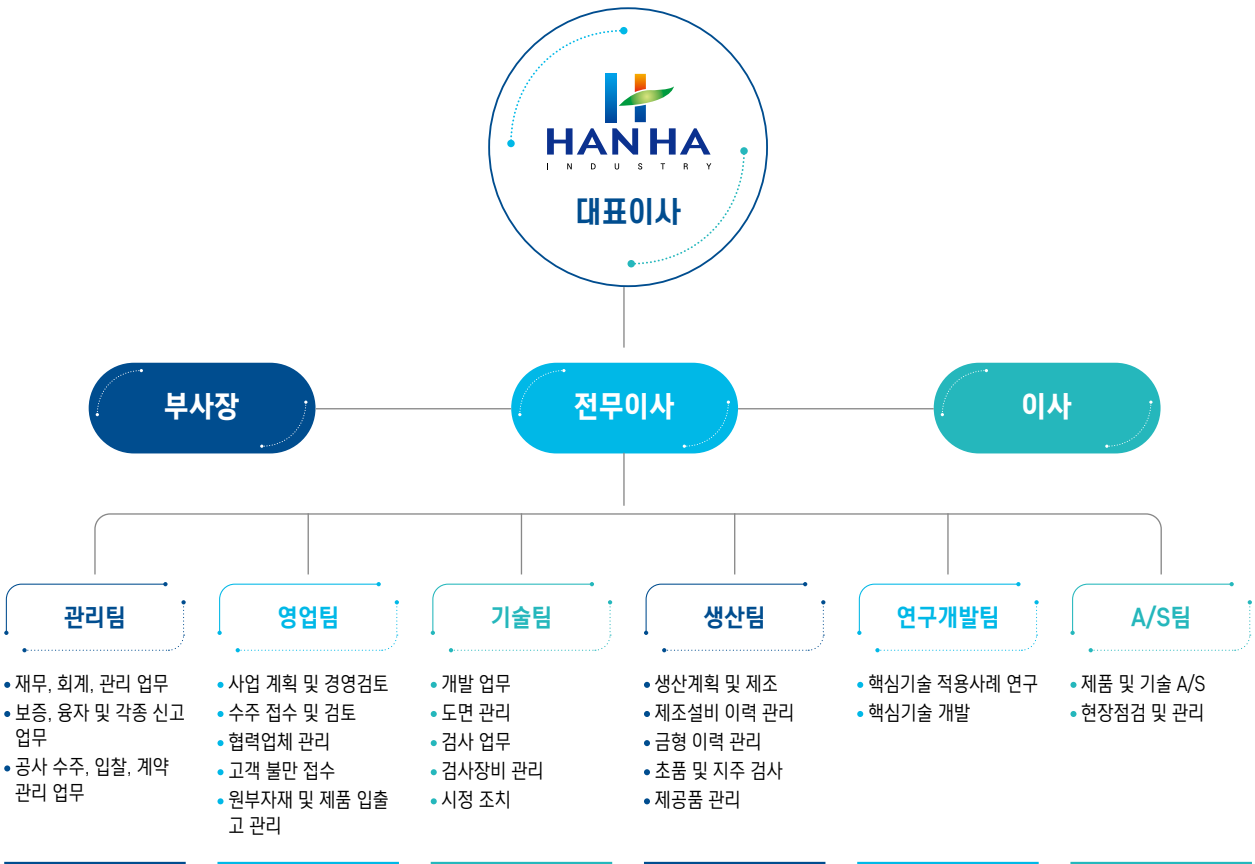 HANHA
INDUSTRY
대표이사
부사장
전무이사
이사
관리팀
• 재무, 회계, 관리 업무
• 보증, 융자 및 각종 신고
업무
• 공사 수주, 입찰, 계약
관리 업무
영업팀
• 사업 계획 및 경영검토
• 수주 접수 및 검토
• 협력업체 관리
• 고객 불만 접수
• 원부자재 및 제품 입출
고 관리
기술팀
• 개발 업무
• 도면 관리
• 검사 업무
• 검사장비 관리
• 시정 조치
생산팀
• 생산계획 및 제조
• 제조설비 이력 관리
• 금형 이력 관리
• 초품 및 지주 검사
• 제공품 관리
연구개발팀
• 핵심기술 적용사례 연구
• 핵심기술 개발
A/S팀
• 제품 및 기술 A/S
• 현장점검 및 관리